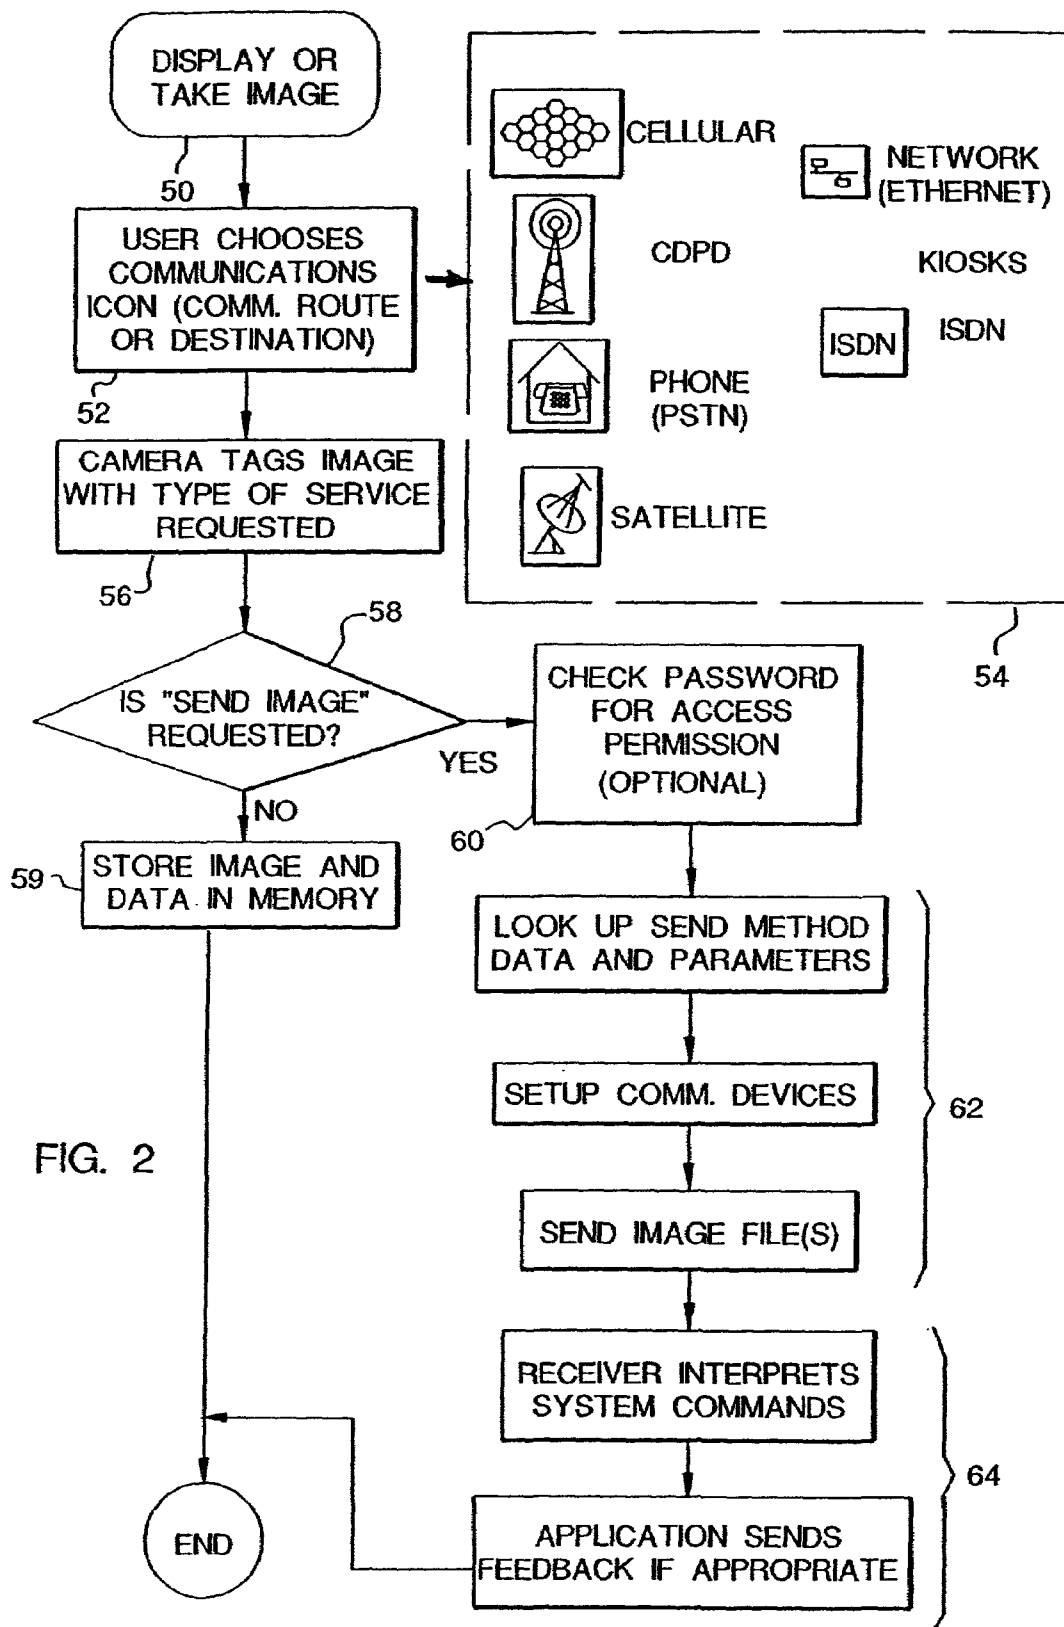 DISPLAY OR
TAKE IMAGE
50
USER CHOOSES
COMMUNICATIONS
ICON (COMM. ROUTE
OR DESTINATION)
52
CELLULAR
NETWORK
(ETHERNET)
CDPD
KIOSKS
ISDN
ISDN
PHONE
(PSTN)
SATELLITE
54
CAMERA TAGS IMAGE
WITH TYPE OF SERVICE
REQUESTED
56
58
IS "SEND IMAGE"
REQUESTED?
YES
NO
CHECK PASSWORD
FOR ACCESS
PERMISSION
(OPTIONAL)
60
59
STORE IMAGE AND
DATA IN MEMORY
LOOK UP SEND METHOD
DATA AND PARAMETERS
SETUP COMM. DEVICES
62
SEND IMAGE FILE(S)
FIG. 2
RECEIVER INTERPRETS
SYSTEM COMMANDS
64
APPLICATION SENDS
FEEDBACK IF APPROPRIATE
END